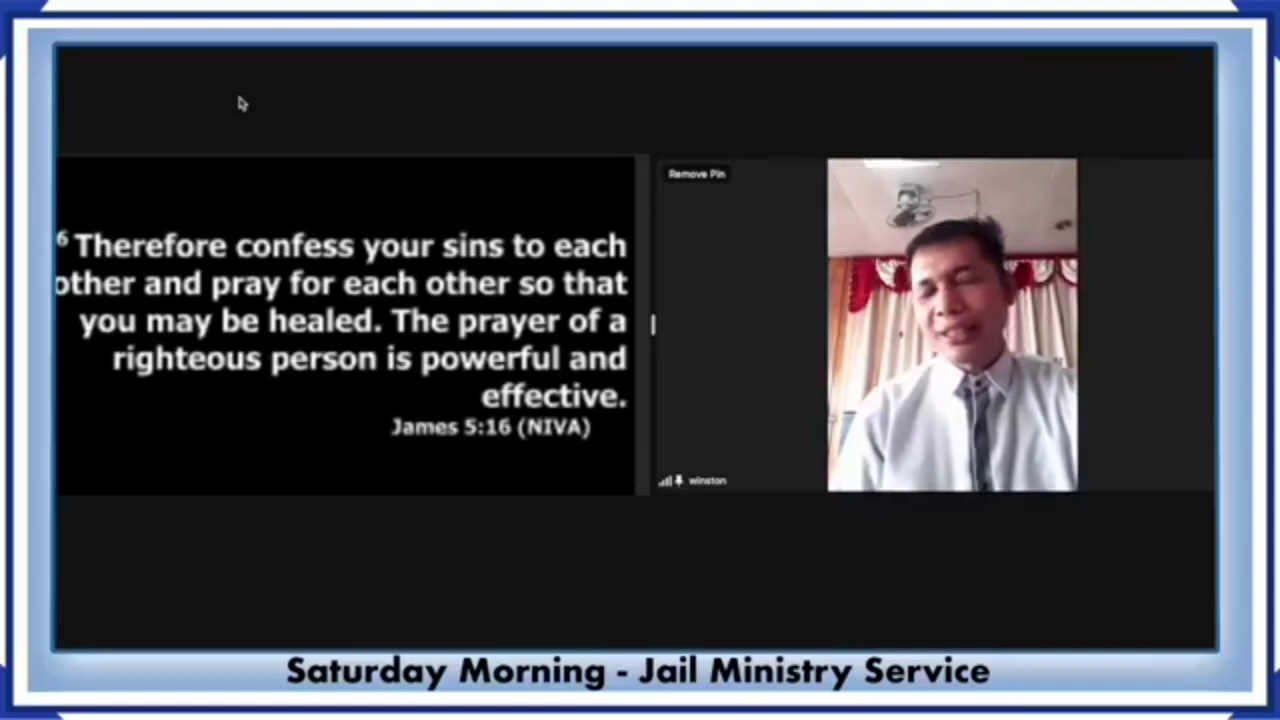 6 Therefore confess your sins to each
other and pray for each other so that
you may be healed. The prayer of a
righteous person is powerful and
effective.
James 5:16 (NIVA)
Remove Pin
winston
Saturday Morning - Jail Ministry Service